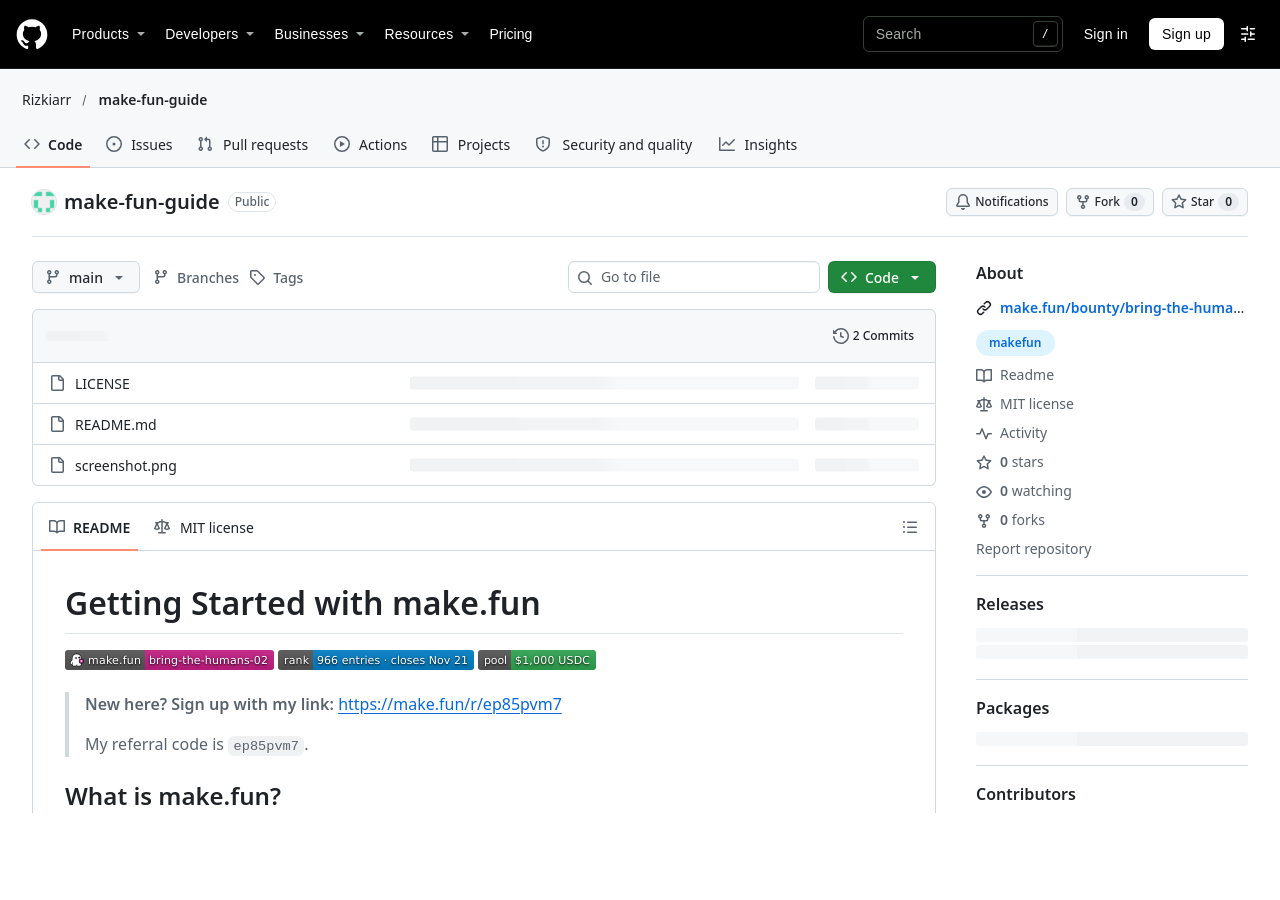 Products Developers Businesses Resources Pricing Search / Sign in Sign up
Rizkiarr / make-fun-guide
Code Issues Pull requests Actions Projects Security and quality Insights
make-fun-guide Public Notifications Fork 0 Star 0
main Branches Tags Go to file Code
2 Commits
LICENSE
README.md
screenshot.png
README MIT license
Getting Started with make.fun
make.fun bring-the-humans-02 rank 966 entries · closes Nov 21 pool $1,000 USDC
New here? Sign up with my link: https://make.fun/r/ep85pvm7
My referral code is ep85pvm7.
What is make.fun?
About
make.fun/bounty/bring-the-huma...
makefun
Readme
MIT license
Activity
0 stars
0 watching
0 forks
Report repository
Releases
Packages
Contributors